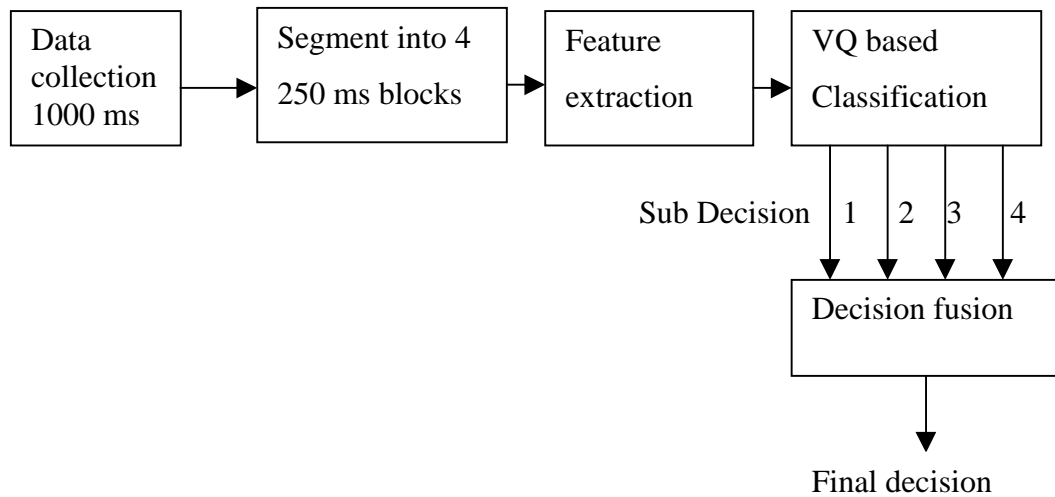 Data
collection
1000 ms
Segment into 4
250 ms blocks
Feature
extraction
VQ based
Classification
Sub Decision 1 2 3 4
Decision fusion
Final decision